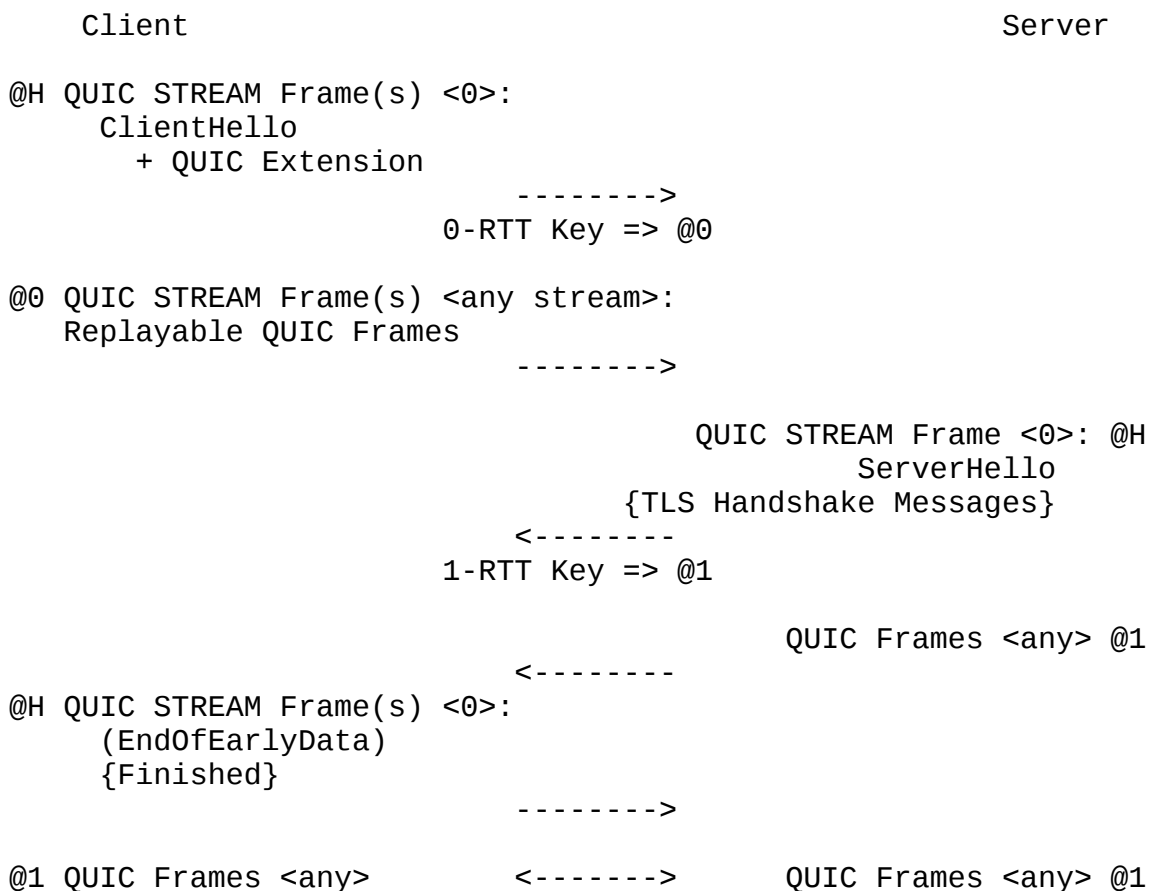 Client Server
@H QUIC STREAM Frame(s) <0>:
ClientHello
+ QUIC Extension
-------->
0-RTT Key => @0
@0 QUIC STREAM Frame(s) <any stream>:
Replayable QUIC Frames
-------->
QUIC STREAM Frame <0>: @H
ServerHello
{TLS Handshake Messages}
<--------
1-RTT Key => @1
QUIC Frames <any> @1
<--------
@H QUIC STREAM Frame(s) <0>:
(EndOfEarlyData)
{Finished}
-------->
@1 QUIC Frames <any> <-------> QUIC Frames <any> @1